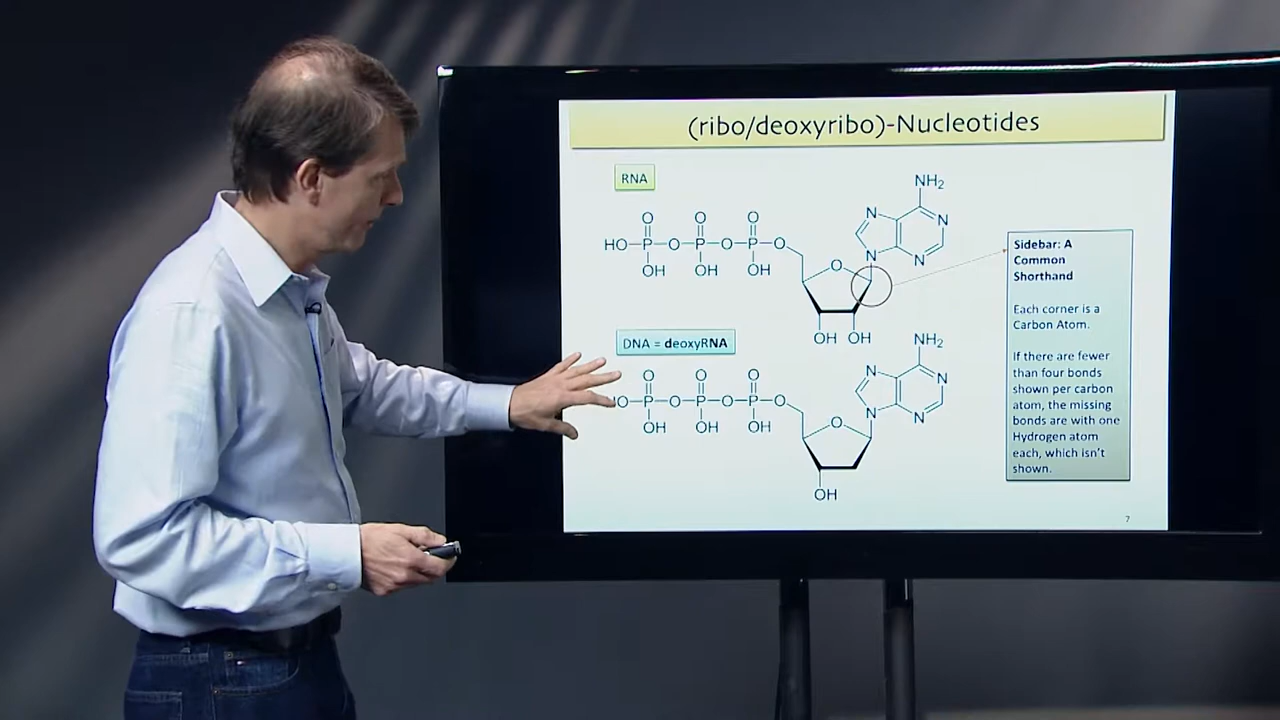 (ribo/deoxyribo)-Nucleotides
RNA
NH2
N
N
O
O
O
HO
P
O
P
O
P
O
OH
OH
OH
O
N
N
OH
OH
Sidebar: A
Common
Shorthand
Each corner is a
Carbon Atom.
If there are fewer
than four bonds
shown per carbon
atom, the missing
bonds are with one
Hydrogen atom
each, which isn't
shown.
DNA = deoxyRNA
NH2
N
N
O
O
O
P
O
P
O
P
O
OH
OH
OH
O
N
N
OH
7